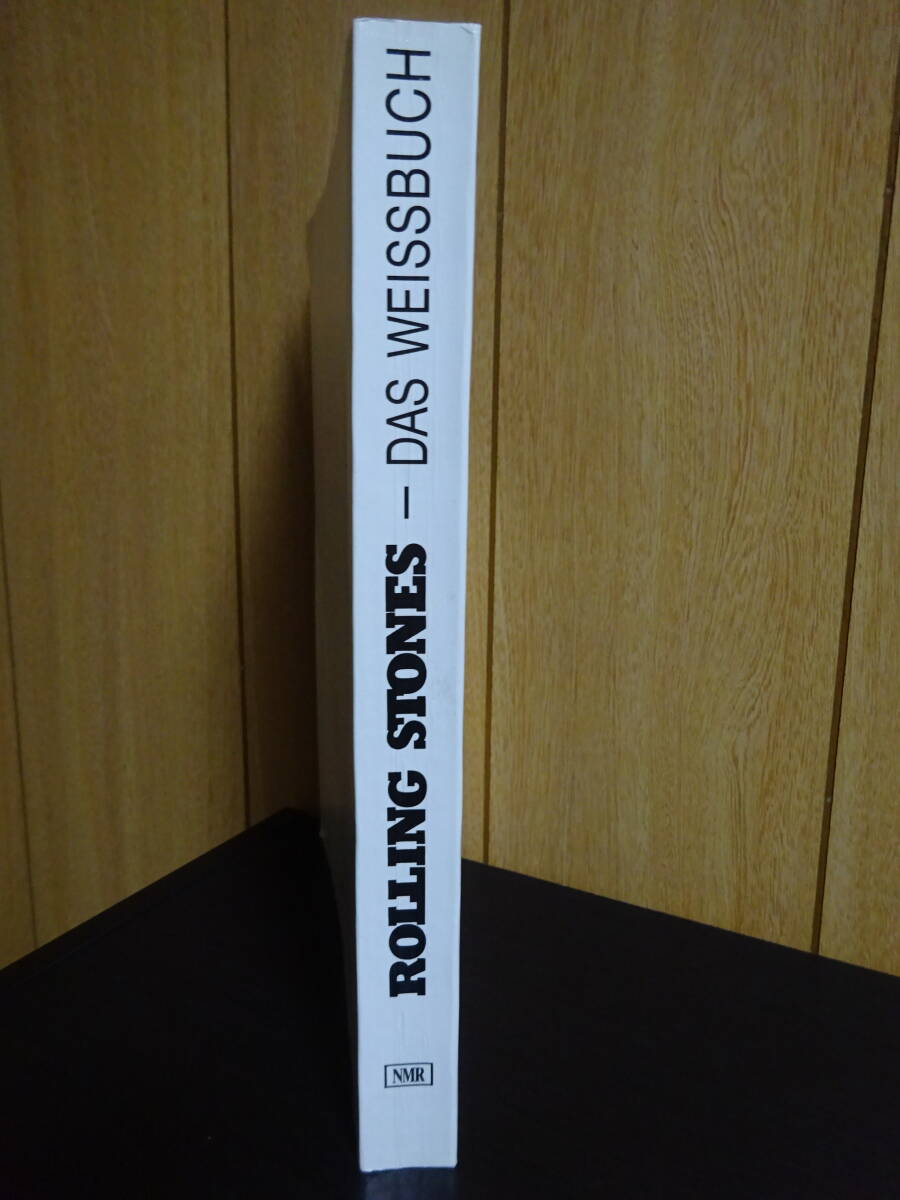 ROLLING STONES – DAS WEISSBUCH
NMR